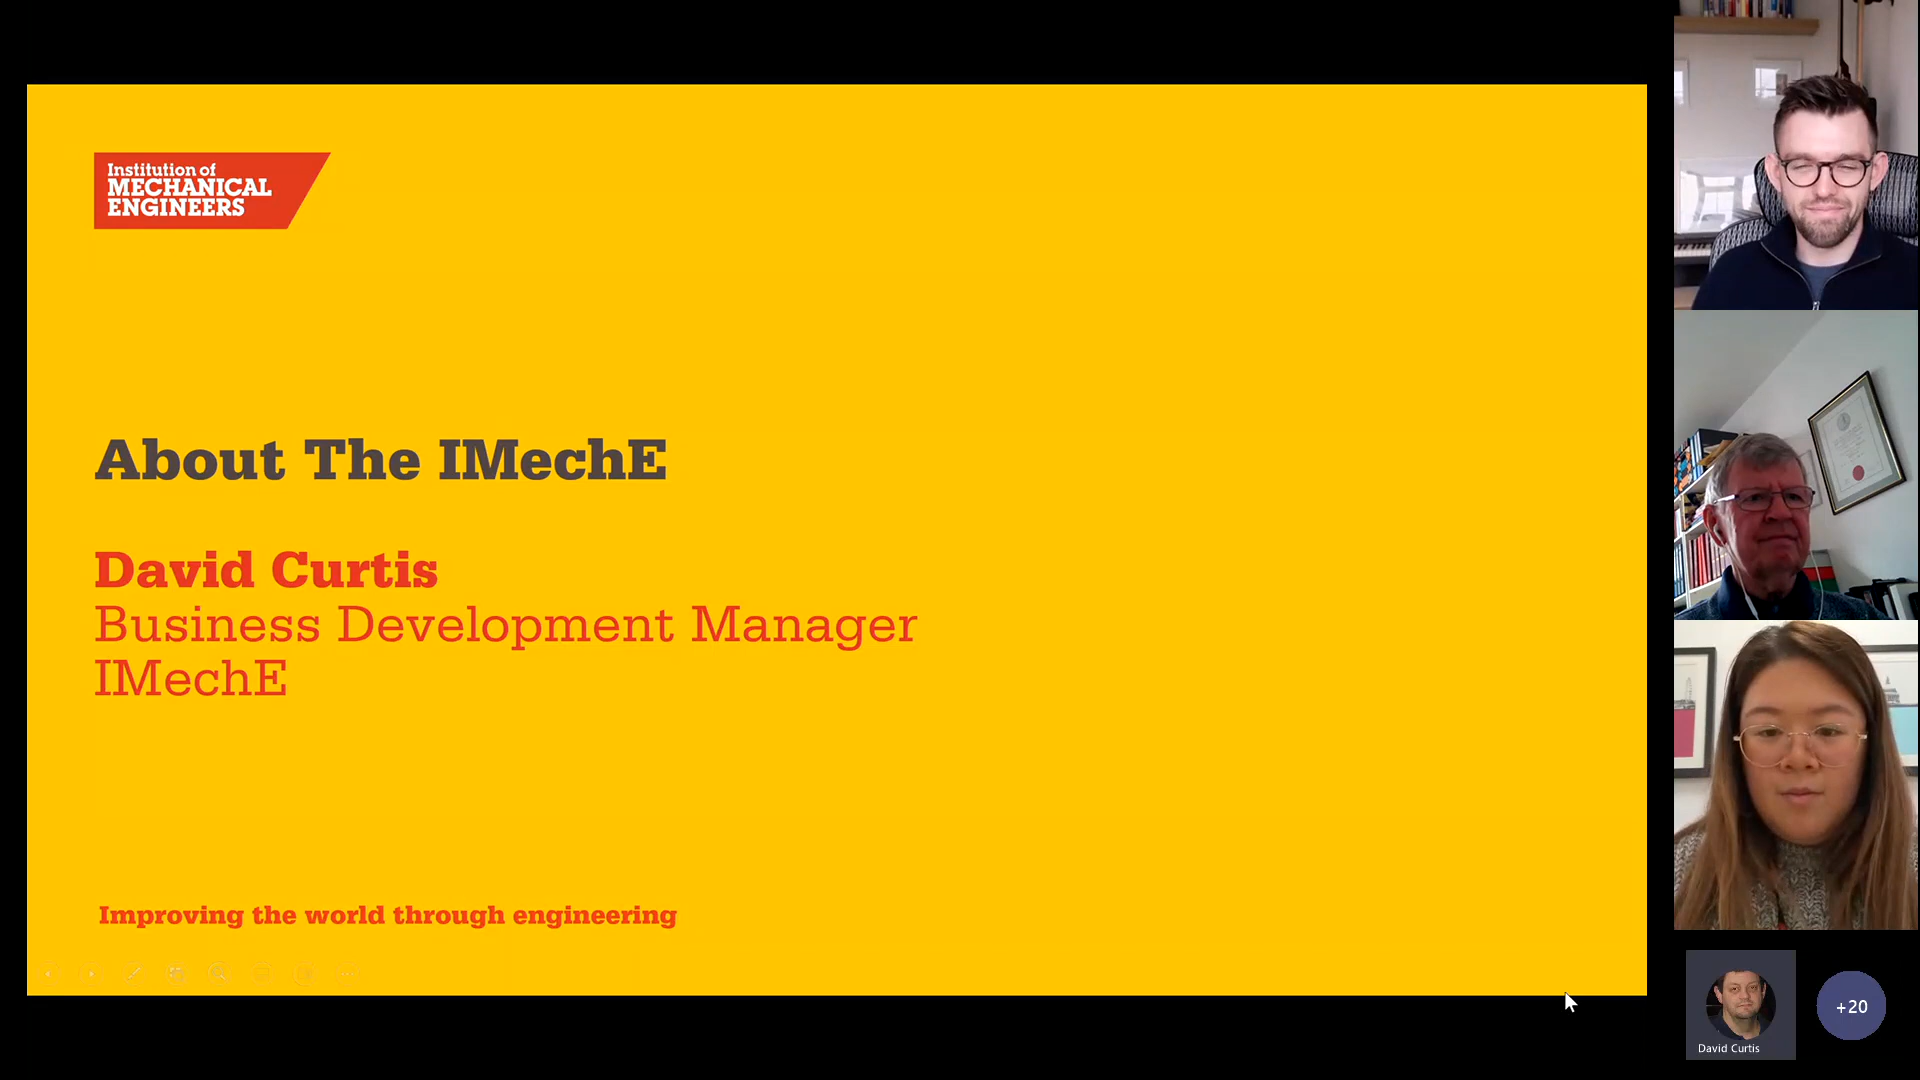 Institution of
MECHANICAL
ENGINEERS
About The IMechE
David Curtis
Business Development Manager
IMechE
Improving the world through engineering
David Curtis
+20